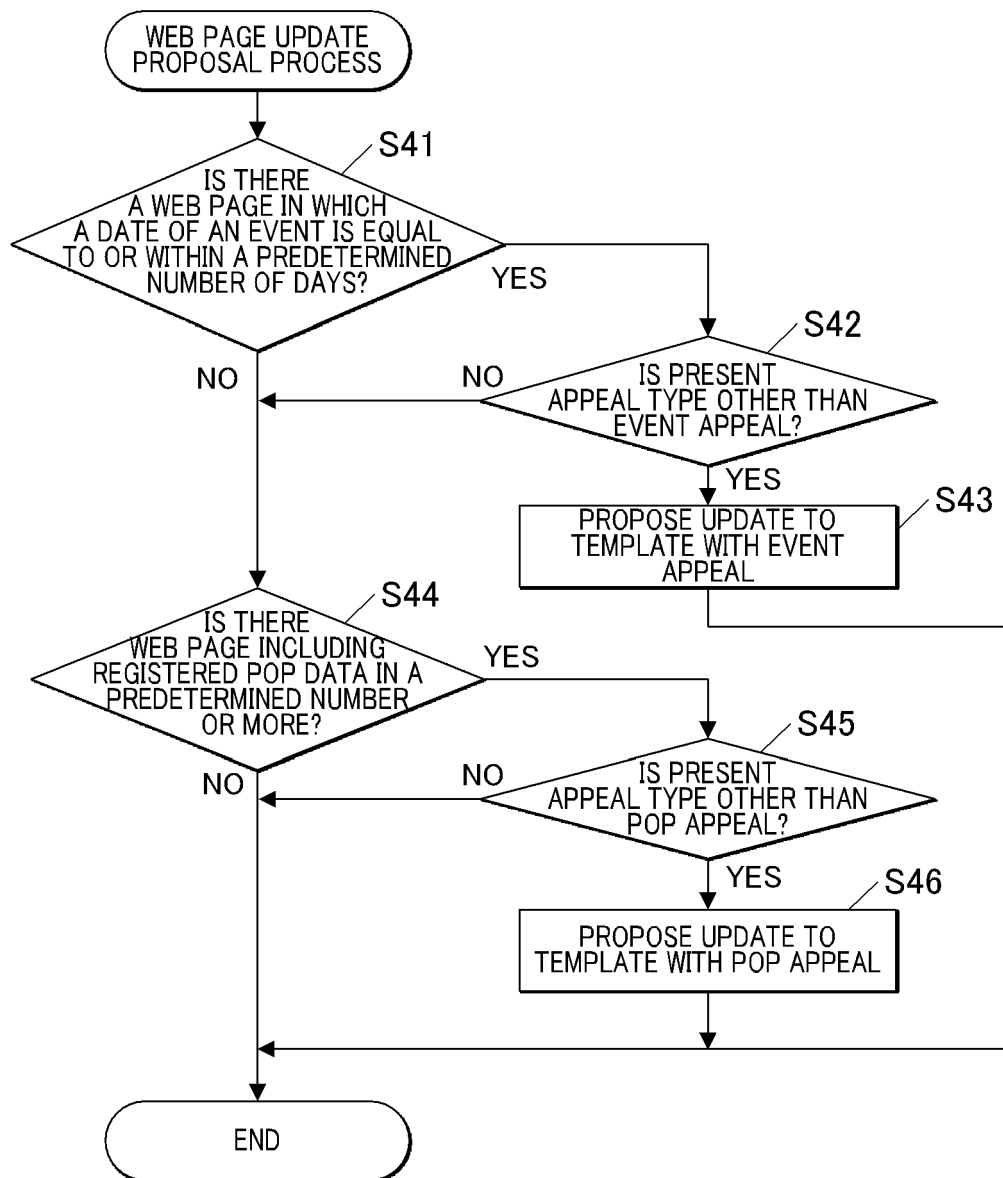 WEB PAGE UPDATE
PROPOSAL PROCESS
S41
IS THERE
A WEB PAGE IN WHICH
A DATE OF AN EVENT IS EQUAL
TO OR WITHIN A PREDETERMINED
NUMBER OF DAYS?
YES
NO
S42
IS PRESENT
APPEAL TYPE OTHER THAN
EVENT APPEAL?
NO
YES
S43
PROPOSE UPDATE TO
TEMPLATE WITH EVENT
APPEAL
S44
IS THERE
WEB PAGE INCLUDING
REGISTERED POP DATA IN A
PREDETERMINED NUMBER
OR MORE?
YES
NO
S45
IS PRESENT
APPEAL TYPE OTHER THAN
POP APPEAL?
NO
YES
S46
PROPOSE UPDATE TO
TEMPLATE WITH POP APPEAL
END